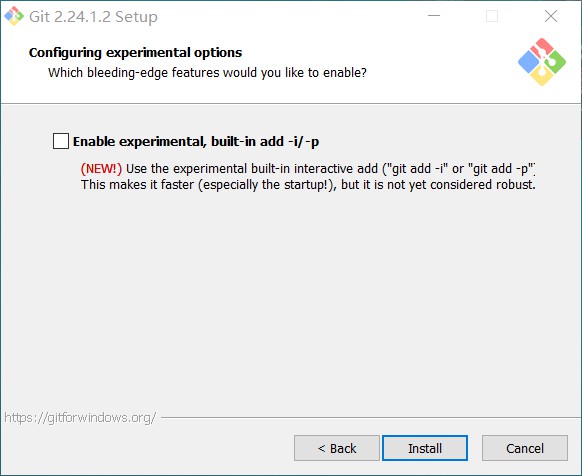 Git 2.24.1.2 Setup
Configuring experimental options
Which bleeding-edge features would you like to enable?
Enable experimental, built-in add -i/-p
(NEW!) Use the experimental built-in interactive add ("git add -i" or "git add -p")
This makes it faster (especially the startup!), but it is not yet considered robust.
https://gitforwindows.org/
< Back
Install
Cancel